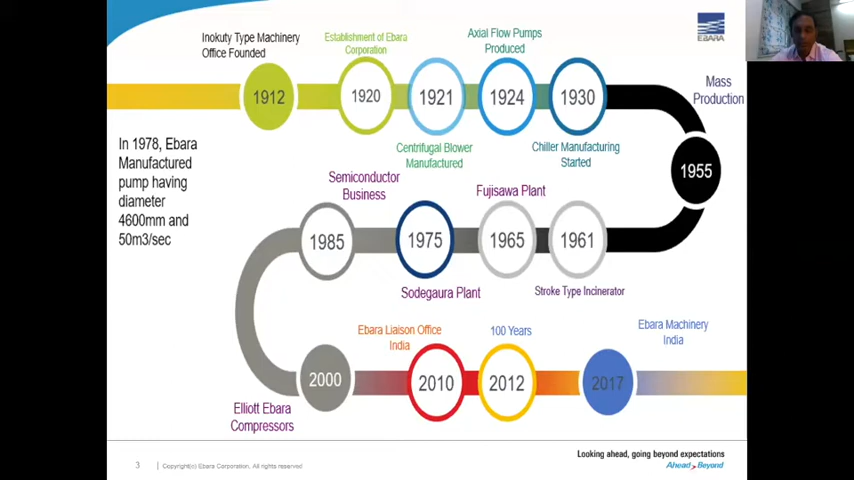 Inokuty Type Machinery
Office Founded
Establishment of Ebara
Corporation
Axial Flow Pumps
Produced
EBARA
Mass
Production
1912
1920
1921
1924
1930
Centrifugal Blower
Manufactured
Chiller Manufacturing
Started
1955
In 1978, Ebara
Manufactured
pump having
diameter
4600mm and
50m3/sec
Semiconductor
Business
Fujisawa Plant
1985
1975
1965
1961
Sodegaura Plant
Stroke Type Incinerator
Ebara Liaison Office
India
100 Years
Ebara Machinery
India
2000
2010
2012
2017
Elliott Ebara
Compressors
Looking ahead, going beyond expectations
Ahead Beyond
3
Copyright(c) Ebara Corporation, All rights reserved